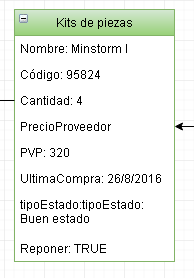 Kits de piezas
Nombre: Minstorm I
Código: 95824
Cantidad: 4
PrecioProveedor
PVP: 320
UltimaCompra: 26/8/2016
tipoEstado:tipoEstado:
Buen estado
Reponer: TRUE